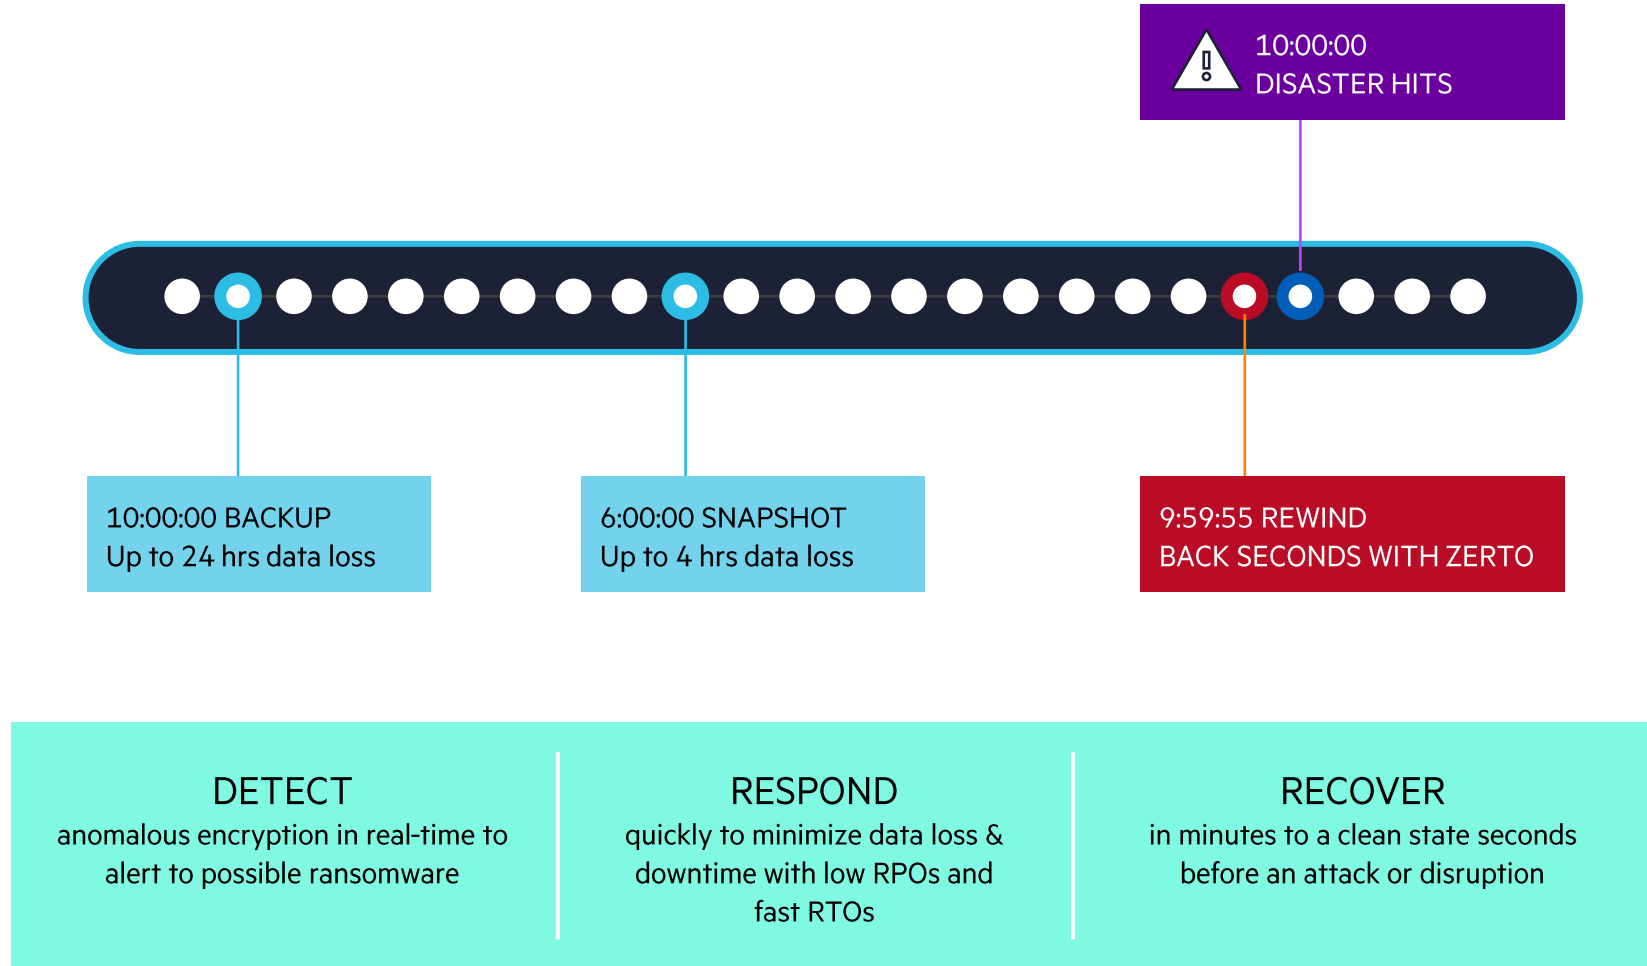 10:00:00
DISASTER HITS
10:00:00 BACKUP
Up to 24 hrs data loss
6:00:00 SNAPSHOT
Up to 4 hrs data loss
9:59:55 REWIND
BACK SECONDS WITH ZERTO
DETECT
anomalous encryption in real-time to
alert to possible ransomware
RESPOND
quickly to minimize data loss &
downtime with low RPOs and
fast RTOs
RECOVER
in minutes to a clean state seconds
before an attack or disruption